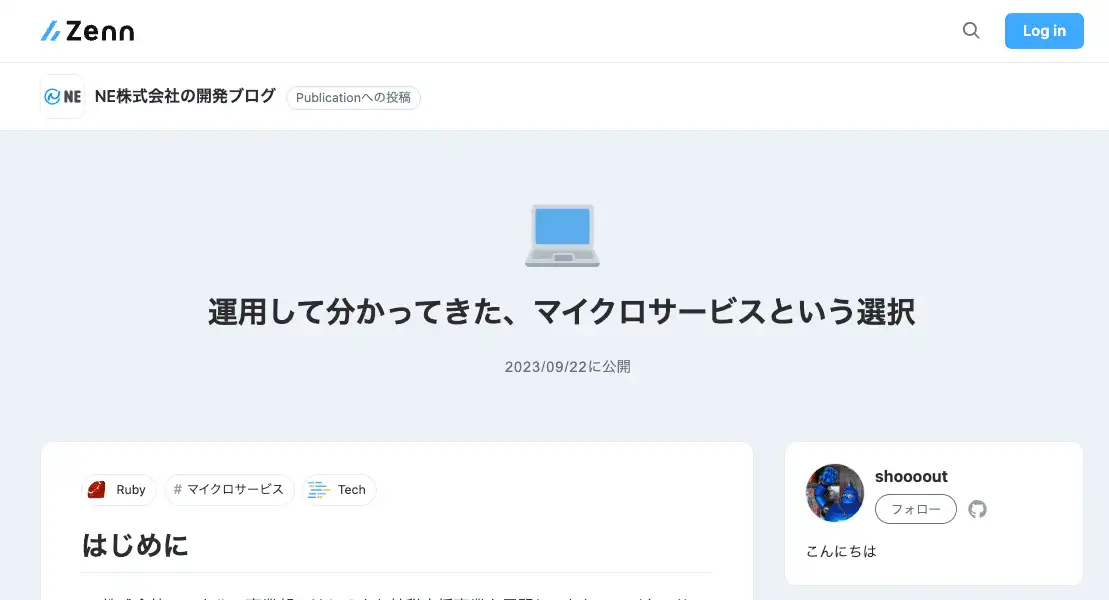 Zenn
Log in
NE NE株式会社の開発ブログ Publicationへの投稿
運用して分かってきた、マイクロサービスという選択
2023/09/22に公開
Ruby # マイクロサービス Tech
はじめに
shoooout
フォロー
こんにちは